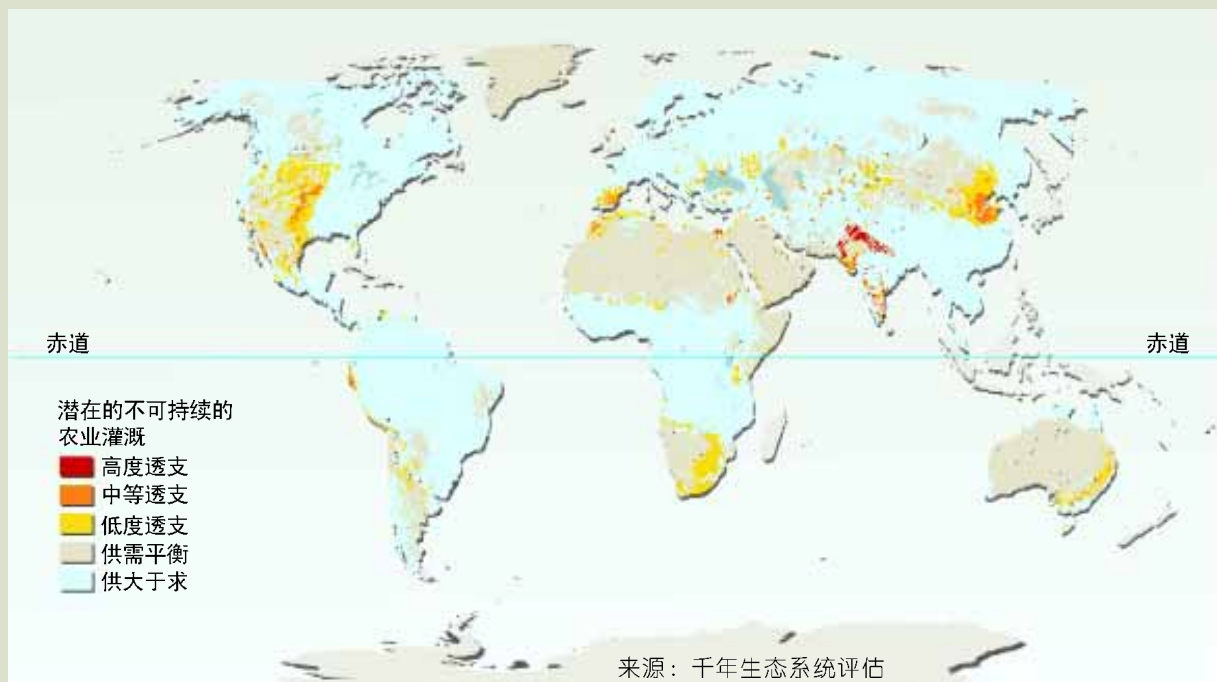 赤道
赤道
潜在的不可持续的
农业灌溉
高度透支
中等透支
低度透支
供需平衡
供大于求
来源：千年生态系统评估